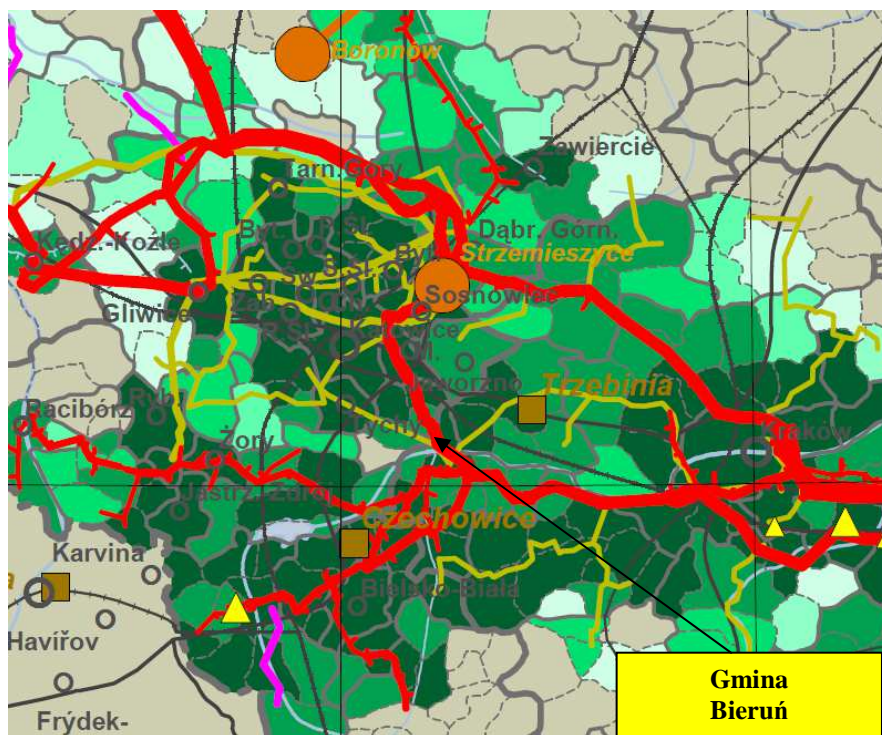 Boronów
Zawiercie
Tarn. Góry
Dąbr. Górn.
Strzemieszyce
Kędz.-Koźle
Gliwice
Sosnowiec
Jaworzno
Trzebinia
Racibórz
Ryb.
Tychy
Kraków
Żory
Jastrz.-Zdrój
Czechowice
Karvina
Bielsko-Biała
Havířov
Frýdek-
Gmina
Bieruń